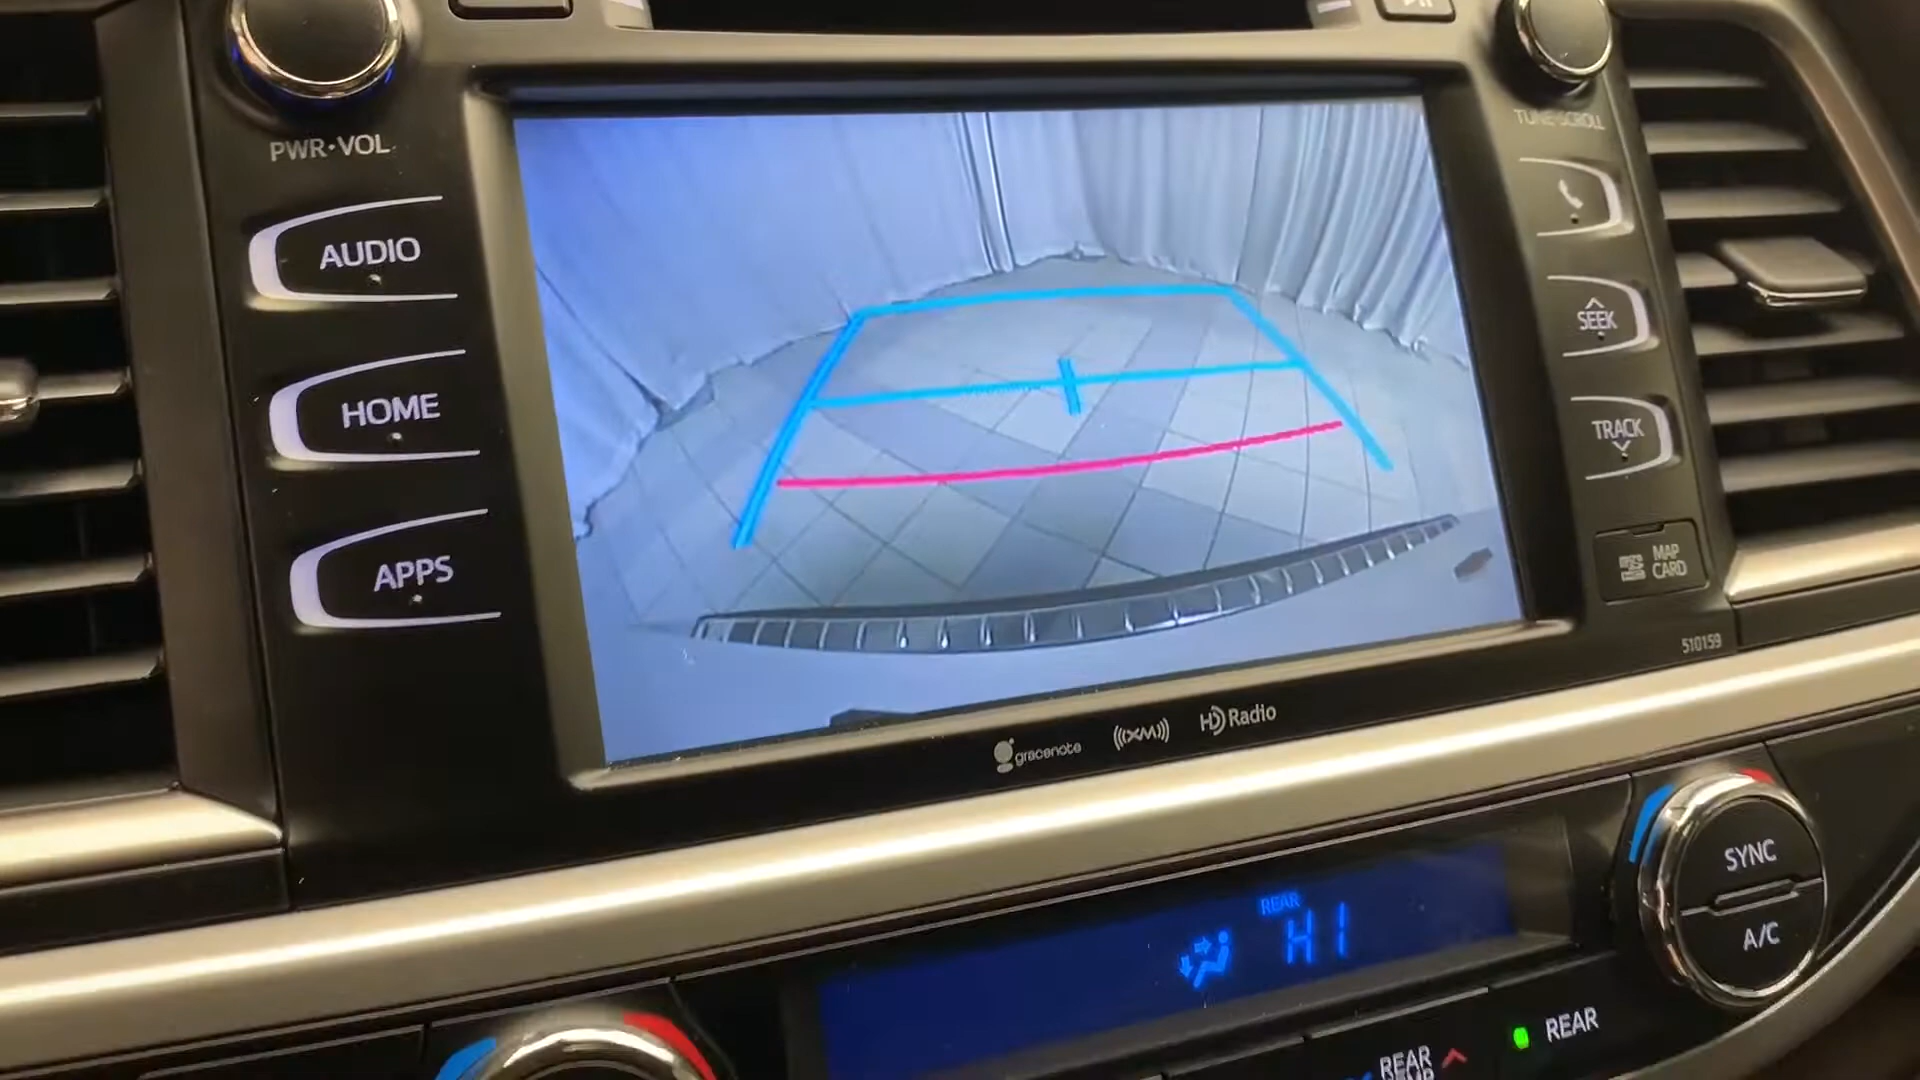 PWR•VOL
TUNE•SCROLL
AUDIO
HOME
APPS
SEEK
TRACK
MAP
CARD
510159
gracenote
((XM))
HD Radio
SYNC
A/C
REAR
HI
REAR
REAR